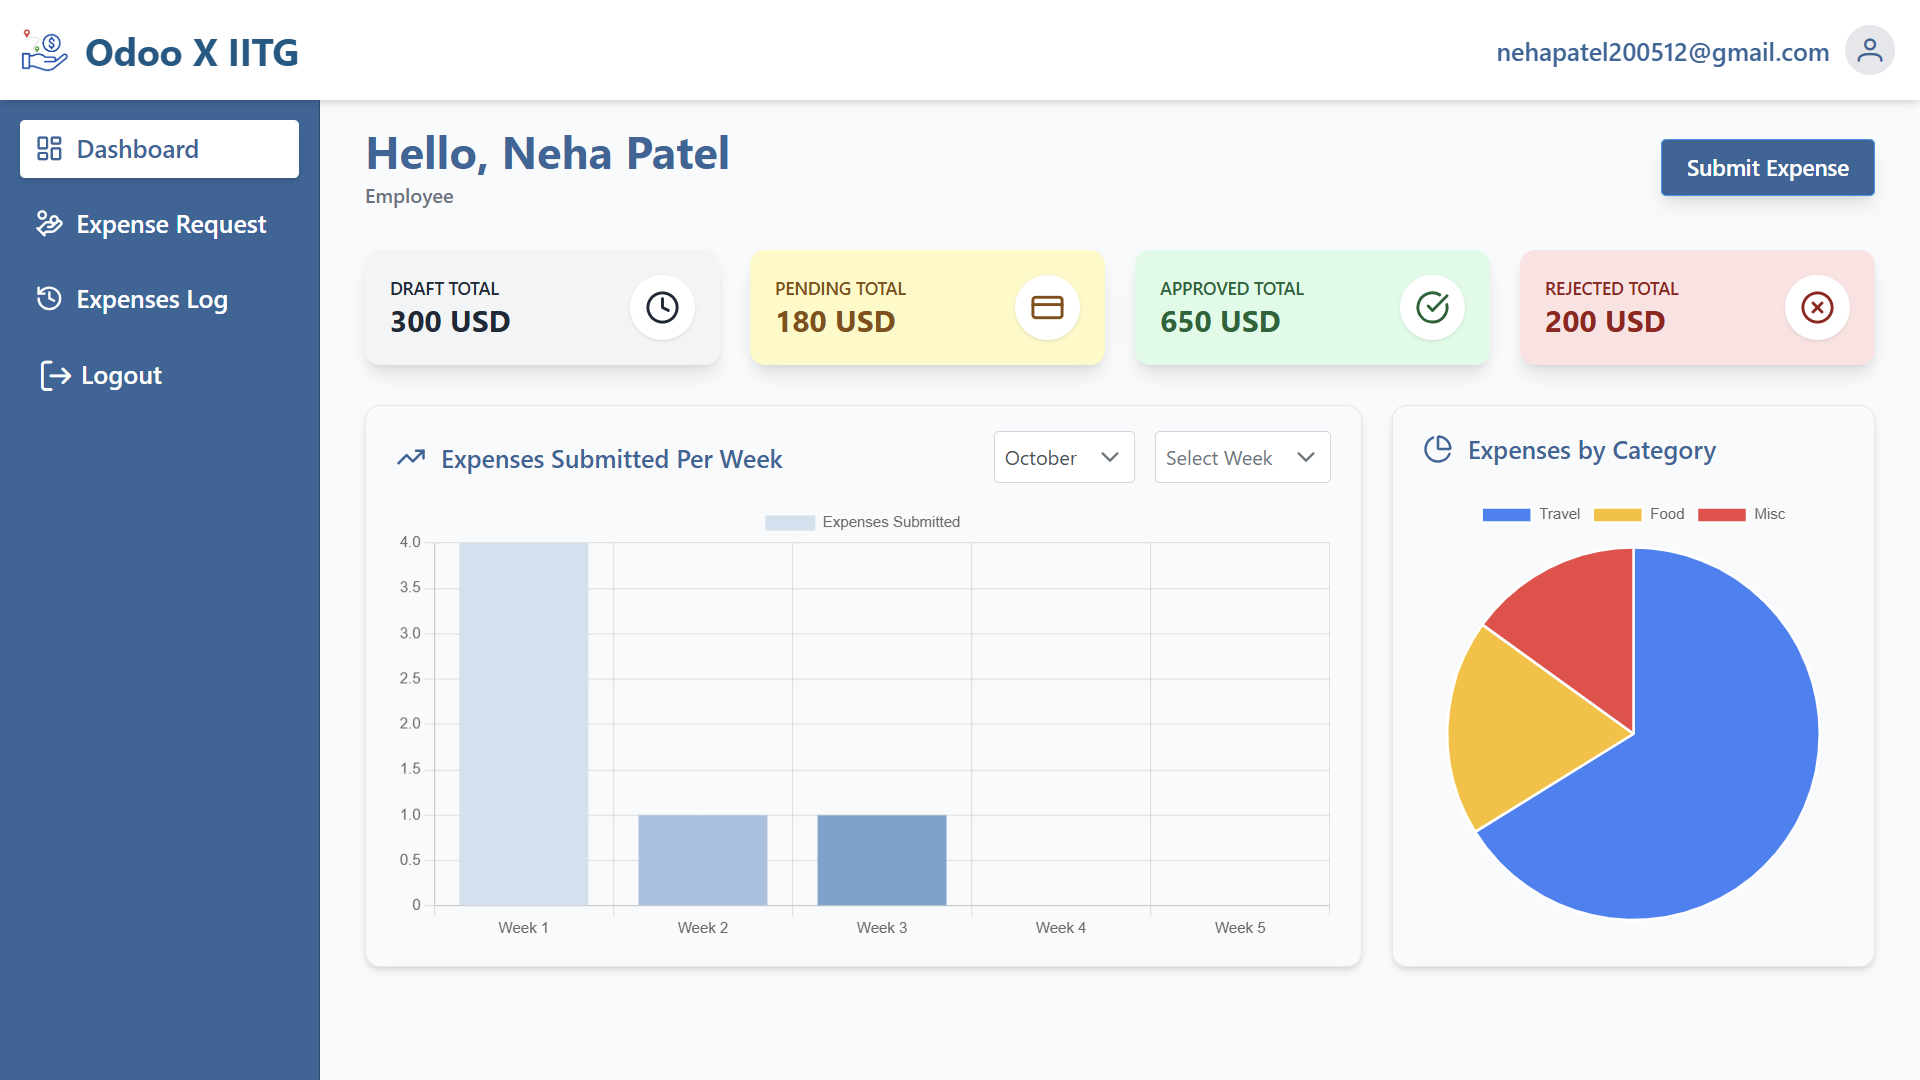 Odoo X IITG
nehapatel200512@gmail.com
Dashboard
Expense Request
Expenses Log
Logout
Hello, Neha Patel
Employee
Submit Expense
DRAFT TOTAL
300 USD
PENDING TOTAL
180 USD
APPROVED TOTAL
650 USD
REJECTED TOTAL
200 USD
Expenses Submitted Per Week
October
Select Week
Expenses Submitted
4.0
3.5
3.0
2.5
2.0
1.5
1.0
0.5
0
Week 1
Week 2
Week 3
Week 4
Week 5
Expenses by Category
Travel
Food
Misc